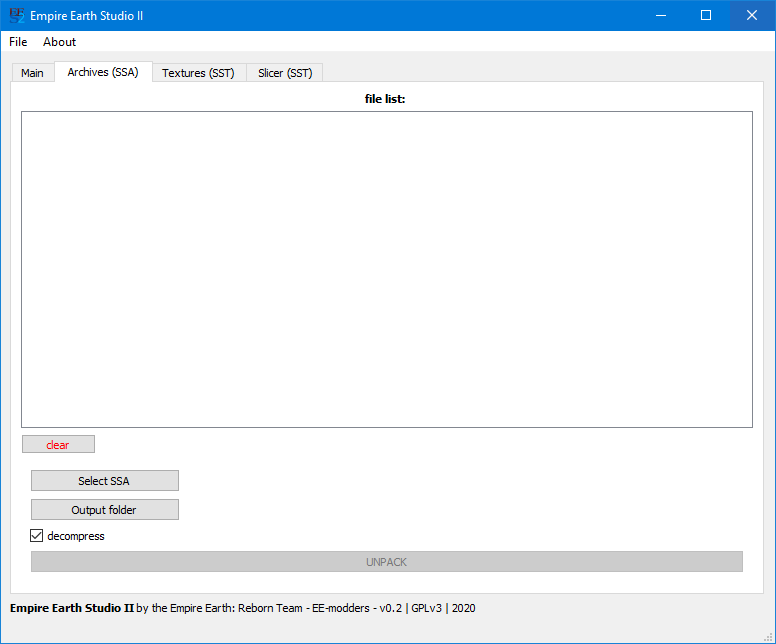 Empire Earth Studio II
File About
Main Archives (SSA) Textures (SST) Slicer (SST)
file list:
clear
Select SSA
Output folder
decompress
UNPACK
Empire Earth Studio II by the Empire Earth: Reborn Team - EE-modders - v0.2 | GPLv3 | 2020